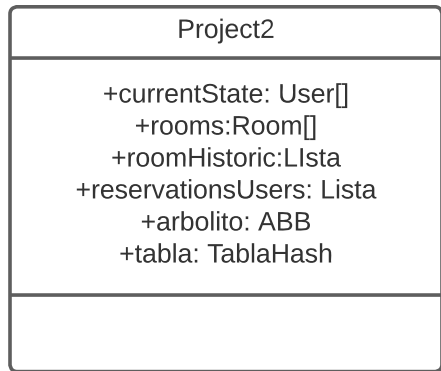 Project2
+currentState: User[]
+rooms:Room[]
+roomHistoric:LIsta
+reservationsUsers: Lista
+arbolito: ABB
+tabla: TablaHash